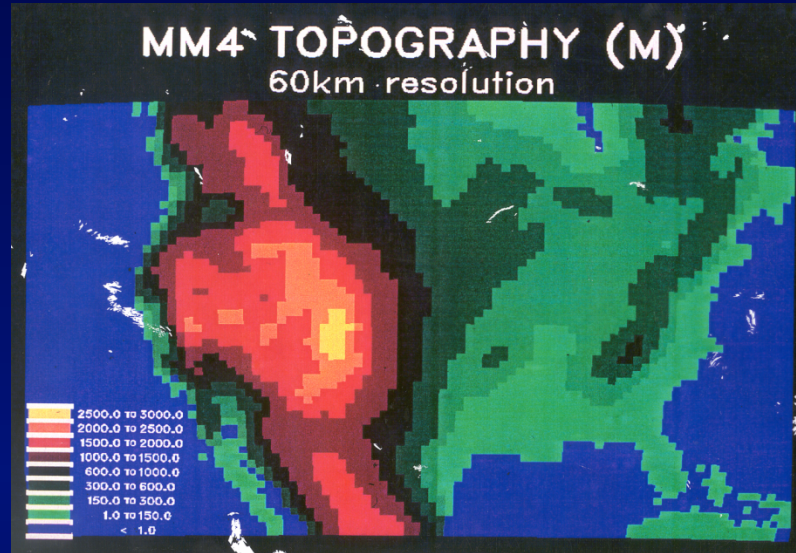 MM4 TOPOGRAPHY (M)
60km resolution
2500.0 TO 3000.0
2000.0 TO 2500.0
1500.0 TO 2000.0
1000.0 TO 1500.0
600.0 TO 1000.0
300.0 TO 600.0
150.0 TO 300.0
1.0 TO 150.0
< 1.0